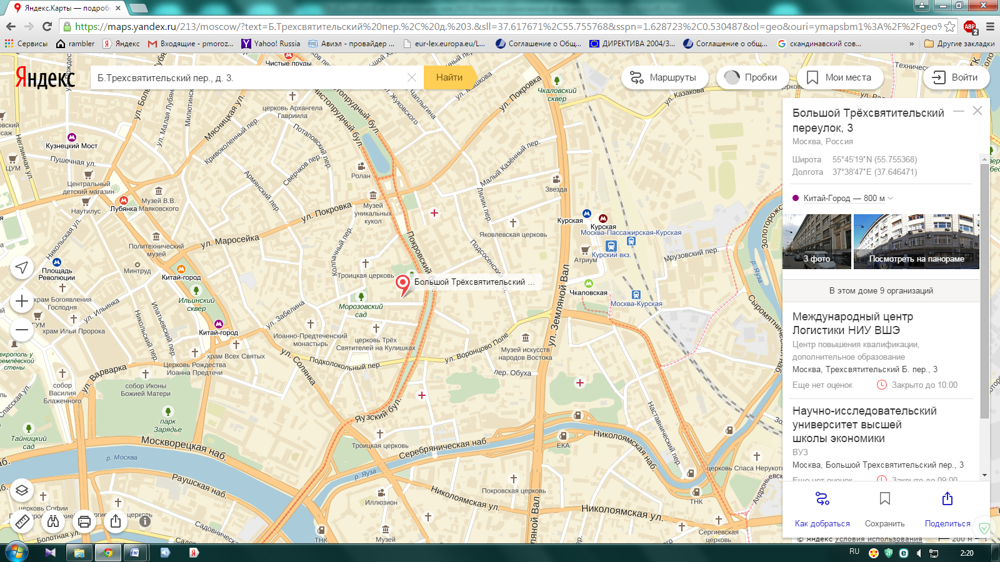 Яндекс.Карты — подробн
https://maps.yandex.ru/213/moscow/?text=Б.Трехсвятительский%20пер.%2C%20д.%203.&sll=37.617671%2C55.755768&sspn=1.628723%2C0.530487&ol=geo&ouri=ymapsbm1%3A%2F%2Fgeo%
ABP 2
Сервисы
rambler
Яндекс
Входящие - pmoroz...
Yahoo! Russia
Авиэл - провайдер ...
eur-lex.europa.eu/L...
Соглашение о Общ...
ДИРЕКТИВА 2004/3...
Соглашение о общ...
скандинавский сов...
»
Другие закладки
Яндекс
Б.Трехсвятительский пер., д. 3.
Найти
Маршруты
Пробки
Мои места
Войти
Большой Трёхсвятительский
переулок, 3
Москва, Россия
Широта 55°45′19″N (55.755368)
Долгота 37°38′47″E (37.646471)
Китай-Город — 800 м
3 фото
Посмотреть на панораме
В этом доме 9 организаций
Международный центр
Логистики НИУ ВШЭ
Центр повышения квалификации,
дополнительное образование
Москва, Трехсвятительский Б. пер., 3
Еще нет оценок Закрыто до 10:00
Научно-исследовательский
университет высшей
школы экономики
ВУЗ
Москва, Большой Трехсвятительский пер., 3
Еще нет оценок Закрыто до 09:00
Как добраться
Сохранить
Поделиться
© Яндекс Условия использования
200 м
Чистые пруды
ул. Покровка
Чкаловский
сквер
ул. Казакова
церковь Архангела
Гавриила
ул. Жуковского
ул. Чаплыгина
Чистопрудный бул.
Мясницкая ул.
ул. Малая Лубянка
Неглинная ул.
Кузнецкий Мост
Пушечная ул.
ЦУМ
Кривоколенный пер.
Потаповский пер.
Сверчков пер.
Армянский пер.
Малый Казённый пер.
Ролан
Звезда
Центральный
детский магазин
Наутилус
Лубянка
Музей В.В.
Маяковского
Музей
уникальных
кукол
Лялин пер.
ул. Покровка
Яковлевская церковь
Курская
Курская
Москва-Пассажирская-Курская
Курский вкз.
Атриум
Мрузовский пер.
Золоторожск
р. Яуза
Никольская ул.
Политехнический
музей
ул. Маросейка
Колпачный пер.
Покровский
Подсосенский
Минтруд
Площадь
Революции
Китай-город
Троицкая церковь
Большой Трёхсвятительский ...
Чкаловская
Москва-Курская
ул. Земляной Вал
Сыромятническ
храм Богоявления
Господня
Ильинский
сквер
ул. Ильинка
Морозовский
сад
ГУМ
храм Ильи Пророка
Никольский пер.
Ипатьевский пер.
ул. Забелина
Китай-город
Иоанно-Предтеченский
монастырь
церковь Трёх
Святителей на Кулишках
Музей искусств
народов Востока
ул. Воронцово Поле
храм Всех Святых
Церковь Рождества
Иоанна Предтечи
ул. Солянка
Подколокольный пер.
пер. Обуха
ул. Варварка
собор
Василия
Блаженного
собор Иконы
Божией Матери
Спасская ул.
парк
Зарядье
Тайницкий
сад
Яузский бул.
Наставнический пер.
Москворецкая наб.
р. Москва
Троицкая церковь
Серебряническая наб.
р. Яуза
ЕКА
Николоямская наб.
церковь Спаса Нерукотв
Раушская наб.
Иллюзион
Покровская церковь
Николоямская ул.
Николоямская ул.
ТНК
церковь Софии
Садовническ
Болотная ул.
ТНК
Музей
Сергиевская
церковь
RU
2:20